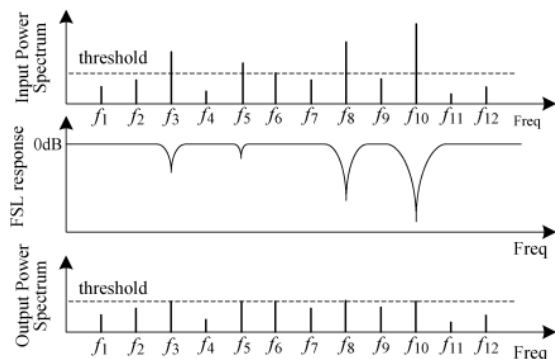 Input Power
Spectrum
threshold
f1 f2 f3 f4 f5 f6 f7 f8 f9 f10 f11 f12 Freq
FSL response
0dB
Freq
Output Power
Spectrum
threshold
f1 f2 f3 f4 f5 f6 f7 f8 f9 f10 f11 f12 Freq